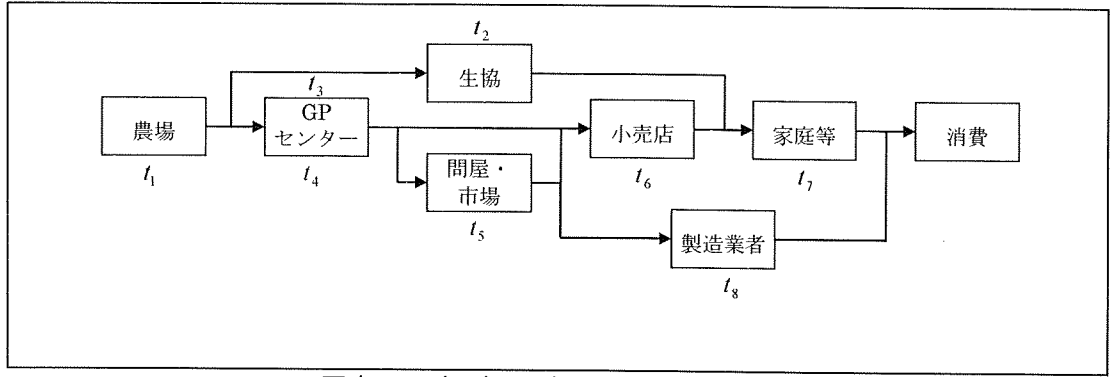 t2
生協
t3
農場
t1
GP
センター
t4
問屋・
市場
t5
小売店
t6
家庭等
t7
消費
製造業者
t8